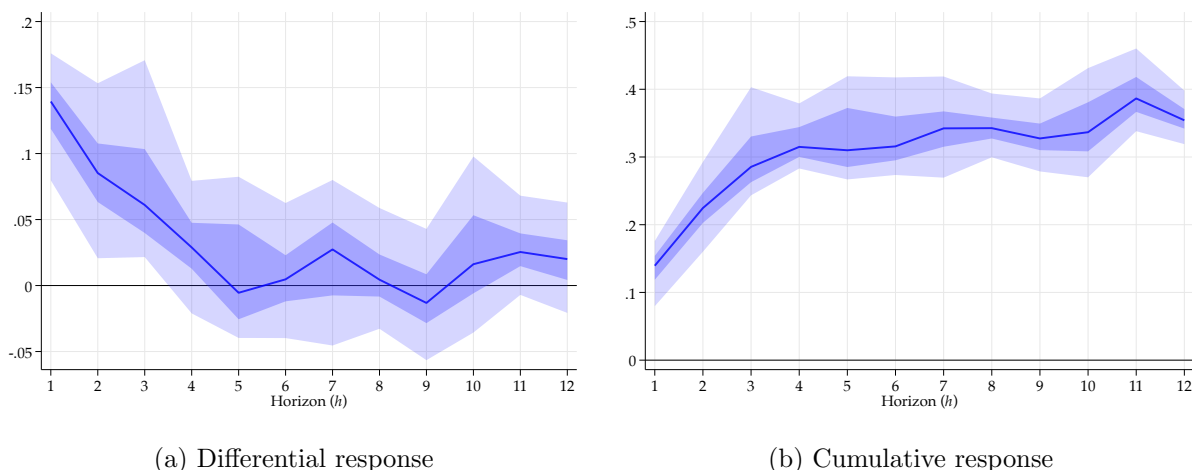 .2
.15
.1
.05
0
-.05
1 2 3 4 5 6 7 8 9 10 11 12
Horizon (h)
(a) Differential response
.5
.4
.3
.2
.1
0
1 2 3 4 5 6 7 8 9 10 11 12
Horizon (h)
(b) Cumulative response